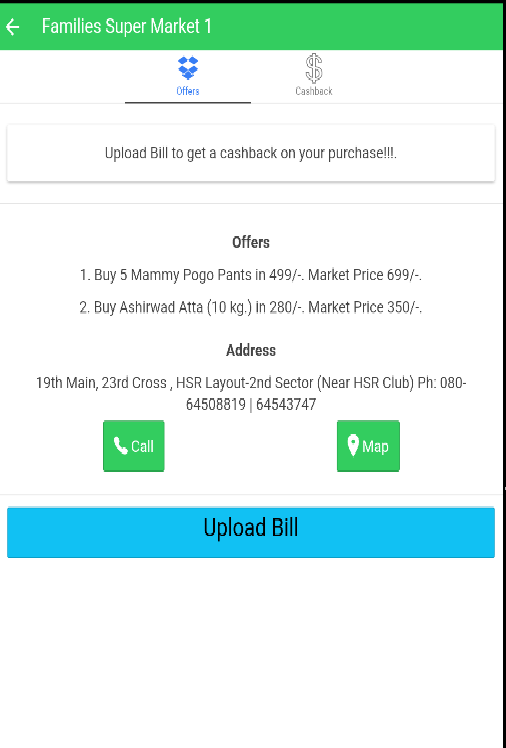 Families Super Market 1
Offers
Cashback
Upload Bill to get a cashback on your purchase!!!.
Offers
1. Buy 5 Mammy Pogo Pants in 499/-. Market Price 699/-.
2. Buy Ashirwad Atta (10 kg.) in 280/-. Market Price 350/-.
Address
19th Main, 23rd Cross , HSR Layout-2nd Sector (Near HSR Club) Ph: 080-
64508819 | 64543747
Call
Map
Upload Bill